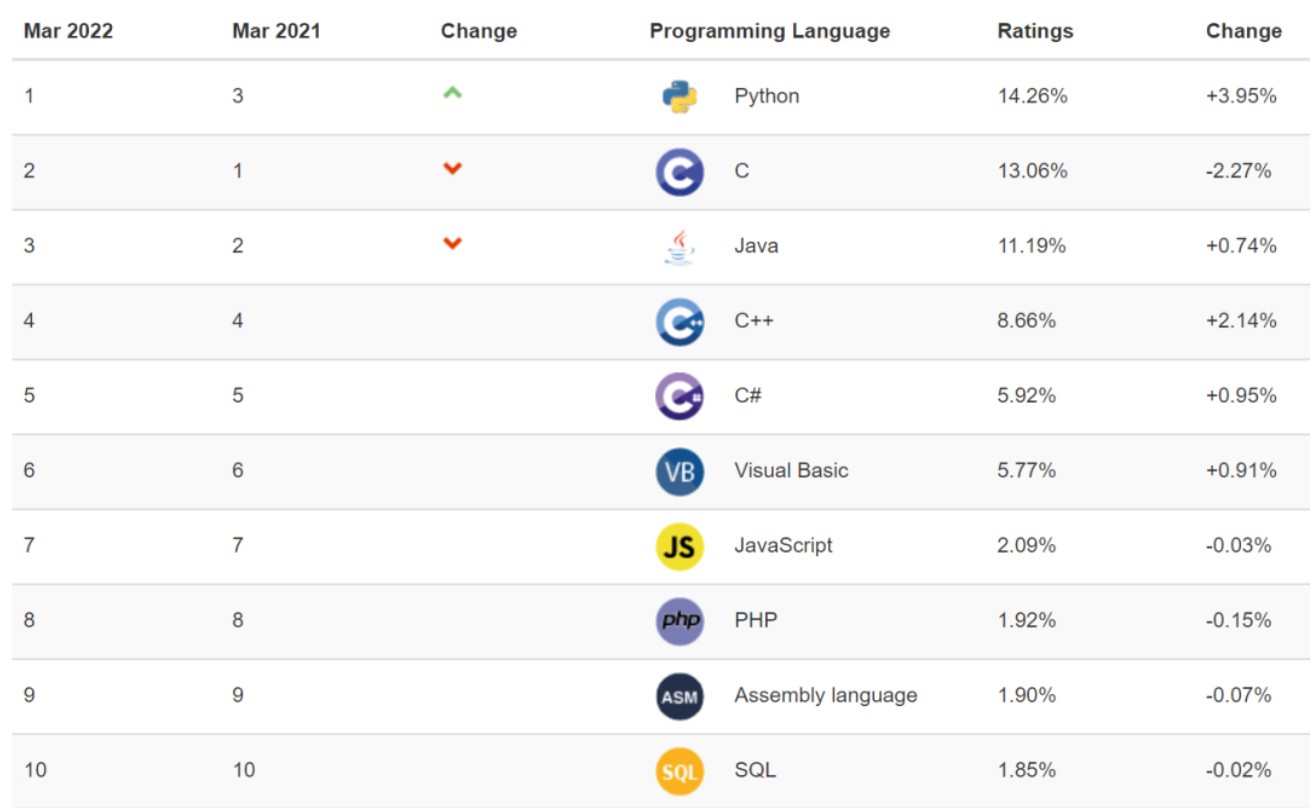 Mar 2022 Mar 2021 Change Programming Language Ratings Change
1 3 Python 14.26% +3.95%
2 1 C C 13.06% -2.27%
3 2 Java 11.19% +0.74%
4 4 C++ C++ 8.66% +2.14%
5 5 C# C# 5.92% +0.95%
6 6 VB Visual Basic 5.77% +0.91%
7 7 JS JavaScript 2.09% -0.03%
8 8 php PHP 1.92% -0.15%
9 9 ASM Assembly language 1.90% -0.07%
10 10 SQL SQL 1.85% -0.02%